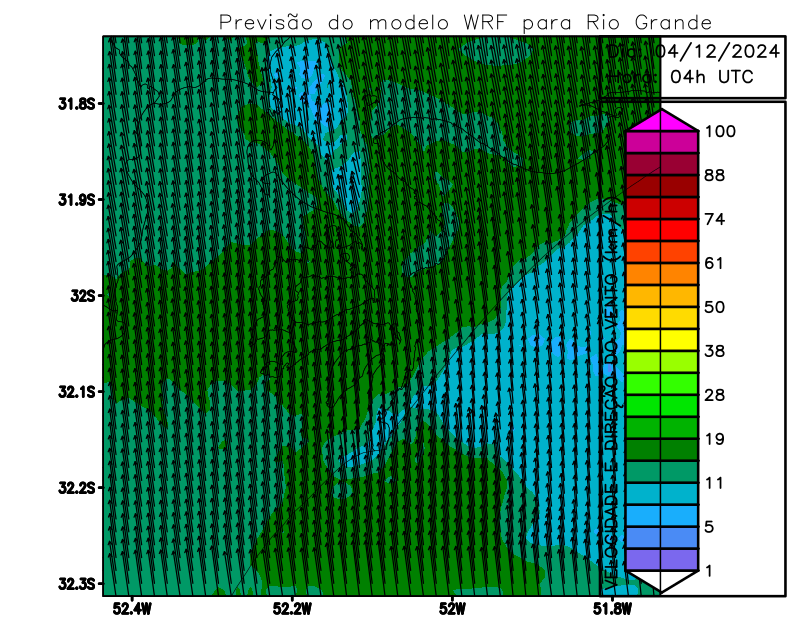 Previsão do modelo WRF para Rio Grande
Dia: 04/12/2024
Hora: 04h UTC
31.8S
31.9S
32S
32.1S
32.2S
32.3S
52.4W
52.2W
52W
51.8W
VELOCIDADE E DIREÇÃO DO VENTO (km/h)
100
88
74
61
50
38
28
19
11
5
1